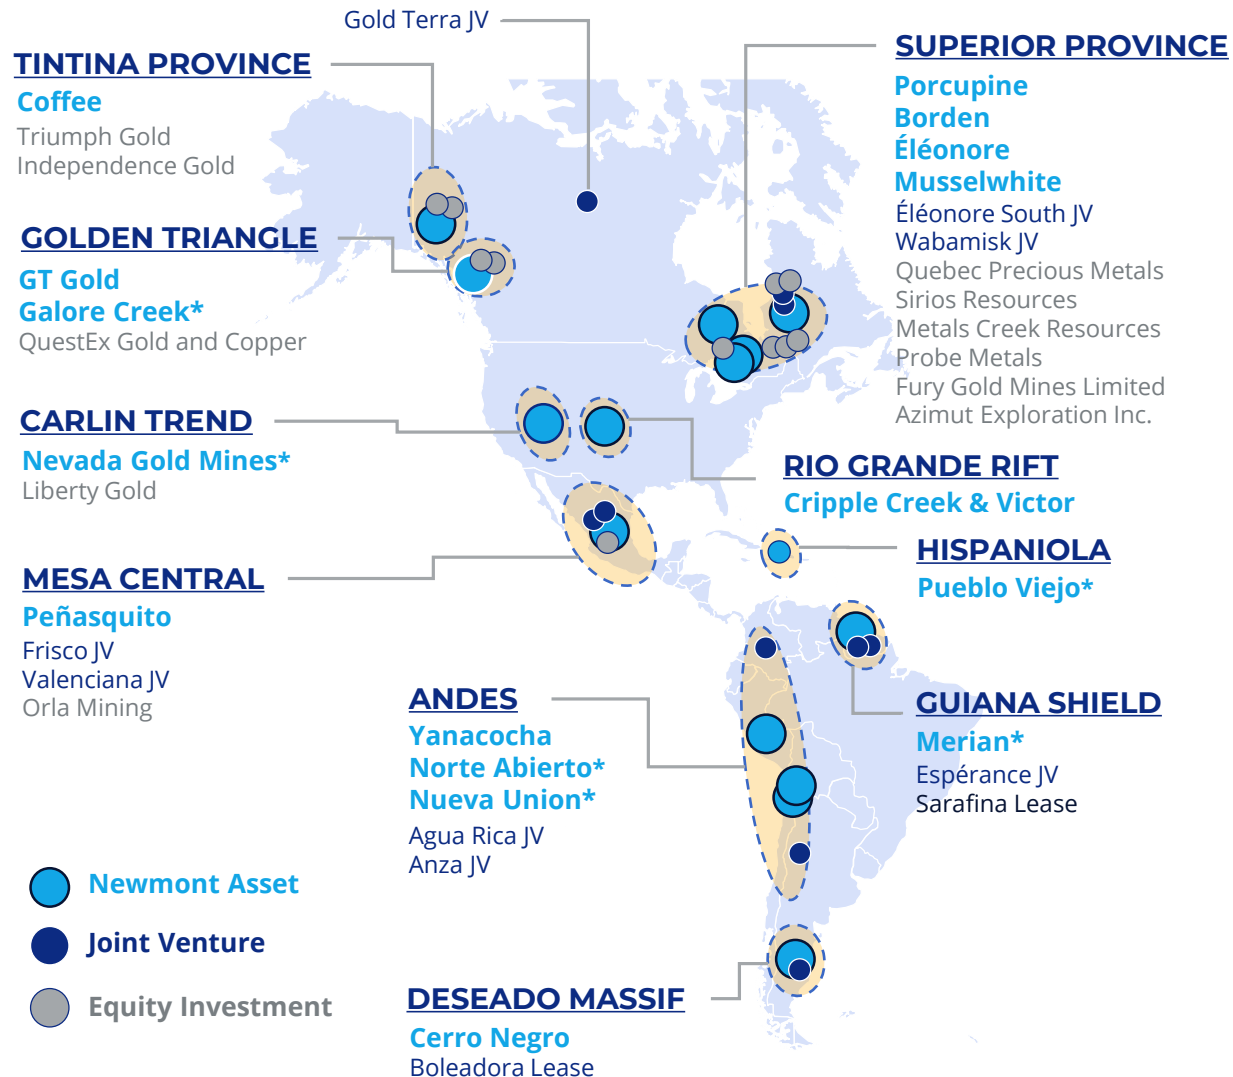 Gold Terra JV
TINTINA PROVINCE
Coffee
Triumph Gold
Independence Gold
GOLDEN TRIANGLE
GT Gold
Galore Creek*
QuestEx Gold and Copper
CARLIN TREND
Nevada Gold Mines*
Liberty Gold
MESA CENTRAL
Peñasquito
Frisco JV
Valenciana JV
Orla Mining
SUPERIOR PROVINCE
Porcupine
Borden
Éléonore
Musselwhite
Éléonore South JV
Wabamisk JV
Quebec Precious Metals
Sirios Resources
Metals Creek Resources
Probe Metals
Fury Gold Mines Limited
Azimut Exploration Inc.
RIO GRANDE RIFT
Cripple Creek & Victor
HISPANIOLA
Pueblo Viejo*
GUIANA SHIELD
Merian*
Espérance JV
Sarafina Lease
ANDES
Yanacocha
Norte Abierto*
Nueva Union*
Agua Rica JV
Anza JV
DESEADO MASSIF
Cerro Negro
Boleadora Lease
Newmont Asset
Joint Venture
Equity Investment